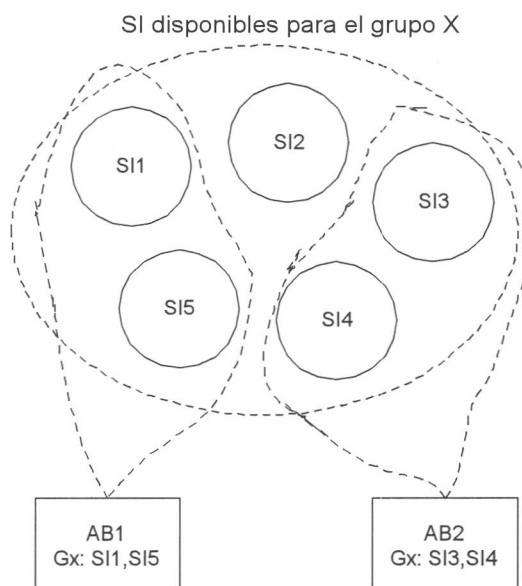 SI disponibles para el grupo X
SI1
SI2
SI3
SI5
SI4
AB1
Gx: SI1,SI5
AB2
Gx: SI3,SI4